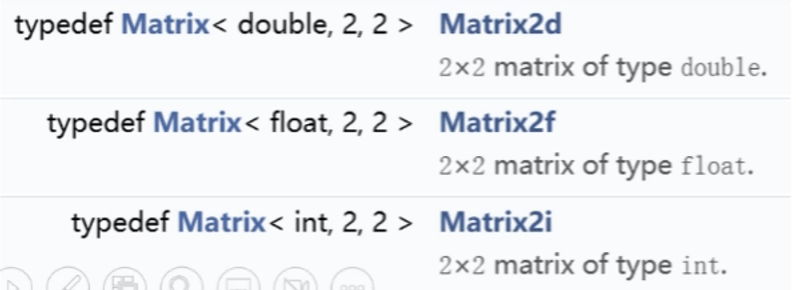 typedef Matrix< double, 2, 2 > Matrix2d
2×2 matrix of type double.
typedef Matrix< float, 2, 2 > Matrix2f
2×2 matrix of type float.
typedef Matrix< int, 2, 2 > Matrix2i
2×2 matrix of type int.